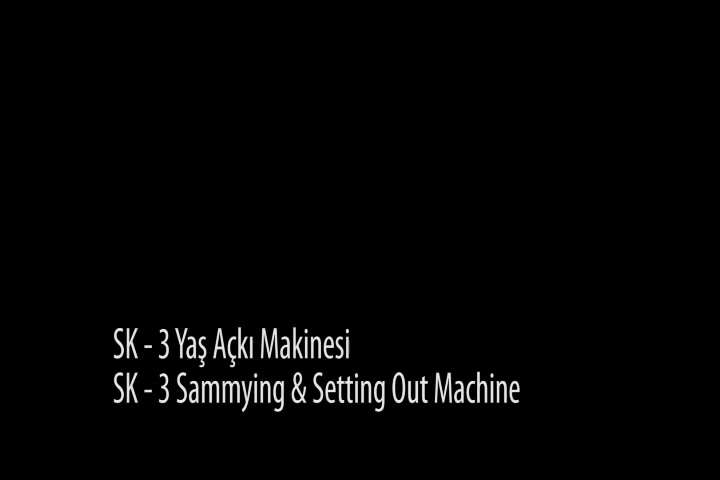 SK - 3 Yaş Açkı Makinesi
SK - 3 Sammying & Setting Out Machine